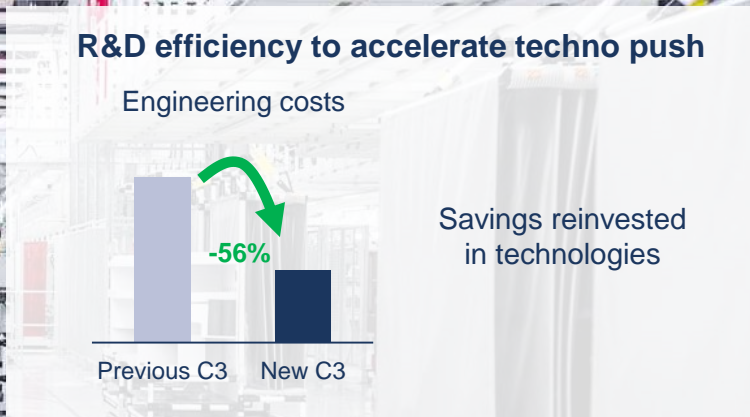 R&D efficiency to accelerate techno push
Engineering costs
-56%
Previous C3
New C3
Savings reinvested
in technologies